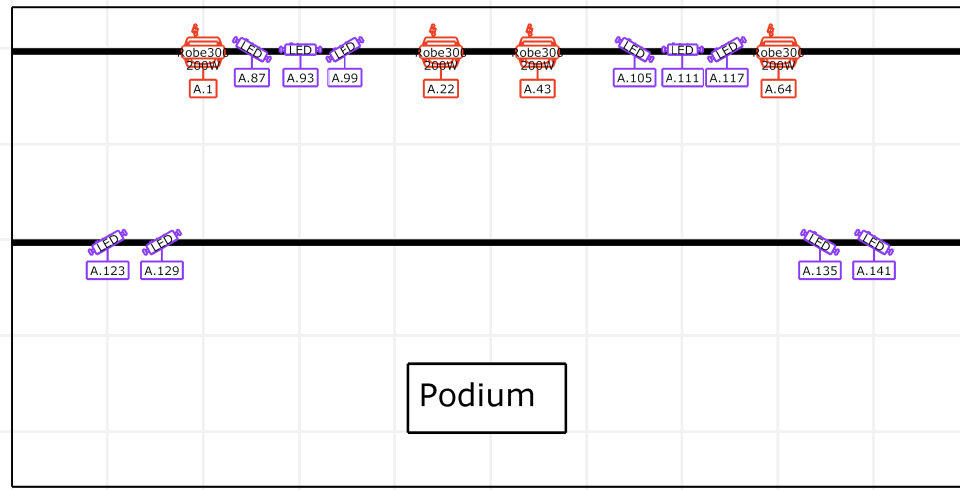 Robe300 LED LED LED Robe300 Robe300 LED LED LED Robe300
200W 200W 200W 200W
A.87 A.93 A.99 A.105 A.111 A.117
A.1 A.22 A.43 A.64
LED LED LED LED
A.123 A.129 A.135 A.141
Podium